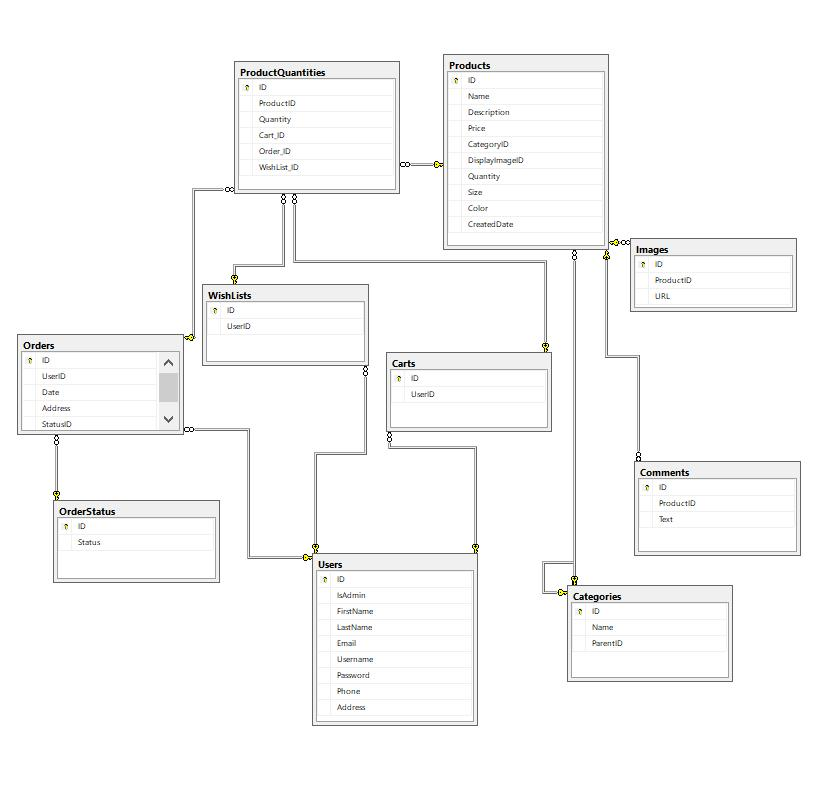 ProductQuantities
ID
ProductID
Quantity
Cart_ID
Order_ID
WishList_ID
Products
ID
Name
Description
Price
CategoryID
DisplayImageID
Quantity
Size
Color
CreatedDate
Images
ID
ProductID
URL
WishLists
ID
UserID
Orders
ID
UserID
Date
Address
StatusID
Carts
ID
UserID
Comments
ID
ProductID
Text
OrderStatus
ID
Status
Users
ID
IsAdmin
FirstName
LastName
Email
Username
Password
Phone
Address
Categories
ID
Name
ParentID